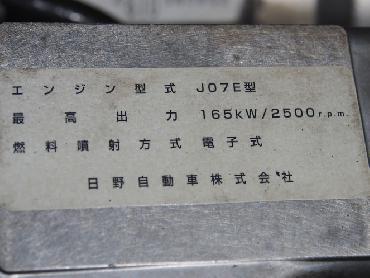 エンジン型式 J07E型
最高出力 165kW/2500r.p.m.
燃料噴射方式 電子式
日野自動車株式会社